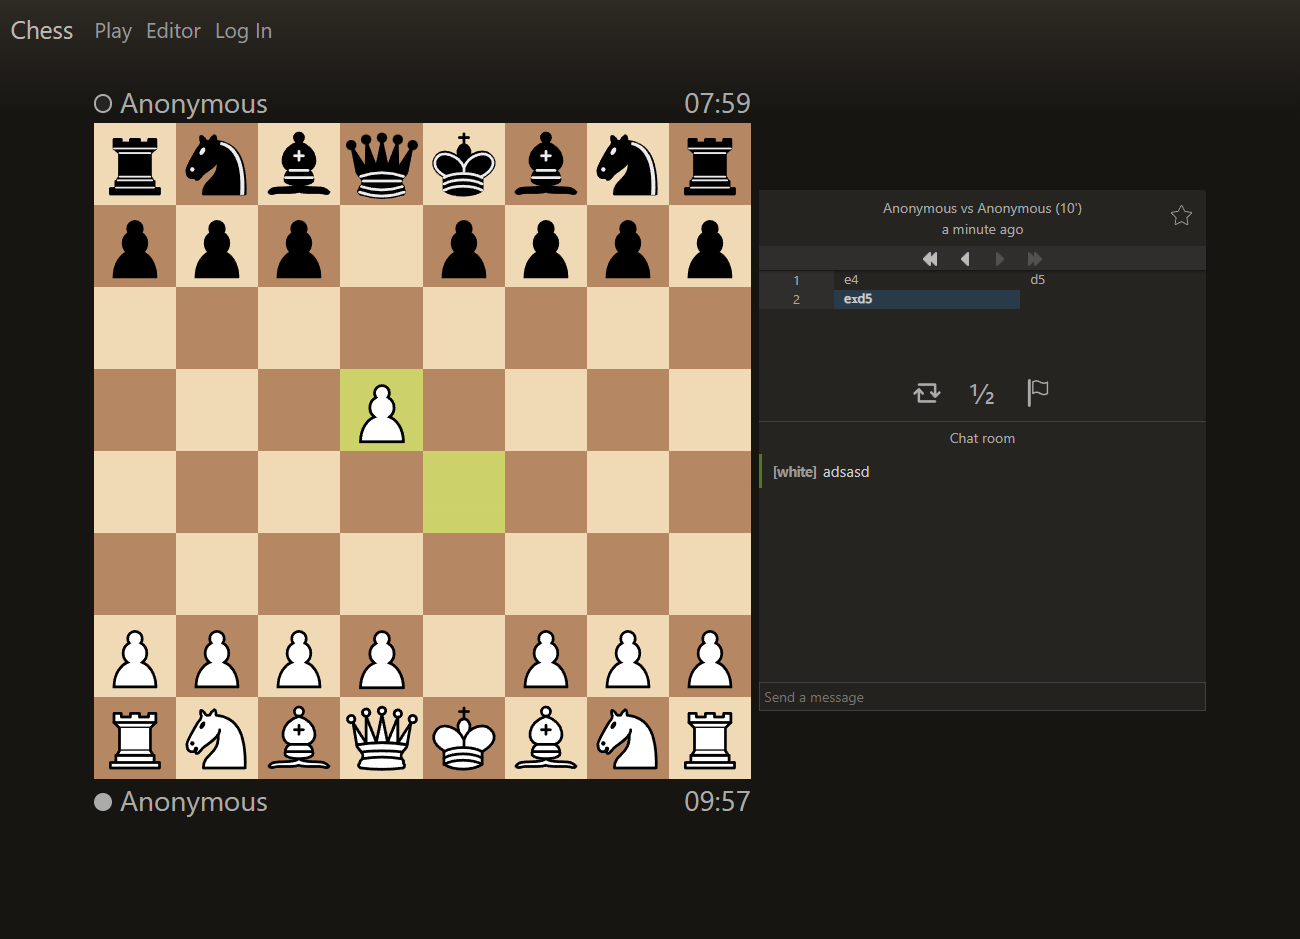 Chess Play Editor Log In
Anonymous 07:59
Anonymous vs Anonymous (10')
a minute ago
1 e4 d5
2 exd5
½
Chat room
[white] adsasd
Send a message
Anonymous 09:57